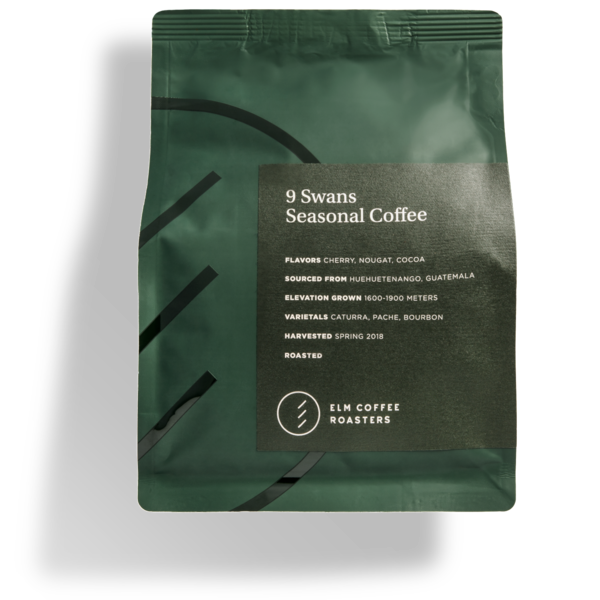 9 Swans
Seasonal Coffee
FLAVORS CHERRY, NOUGAT, COCOA
SOURCED FROM HUEHUETENANGO, GUATEMALA
ELEVATION GROWN 1600-1900 METERS
VARIETALS CATURRA, PACHE, BOURBON
HARVESTED SPRING 2018
ROASTED
ELM COFFEE
ROASTERS